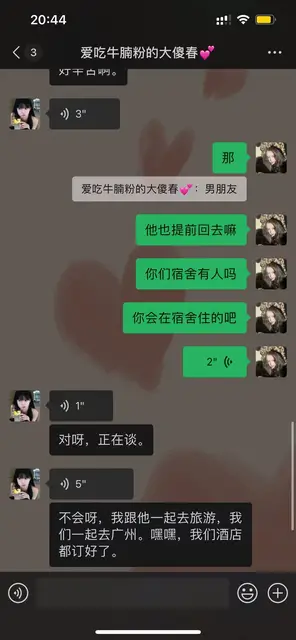 20:44
3
爱吃牛腩粉的大傻春💕
好辛苦啊。
3"
那
爱吃牛腩粉的大傻春💕：男朋友
他也提前回去嘛
你们宿舍有人吗
你会在宿舍住的吧
2"
1"
对呀，正在谈。
5"
不会呀，我跟他一起去旅游，我
们一起去广州。嘿嘿，我们酒店
都订好了。